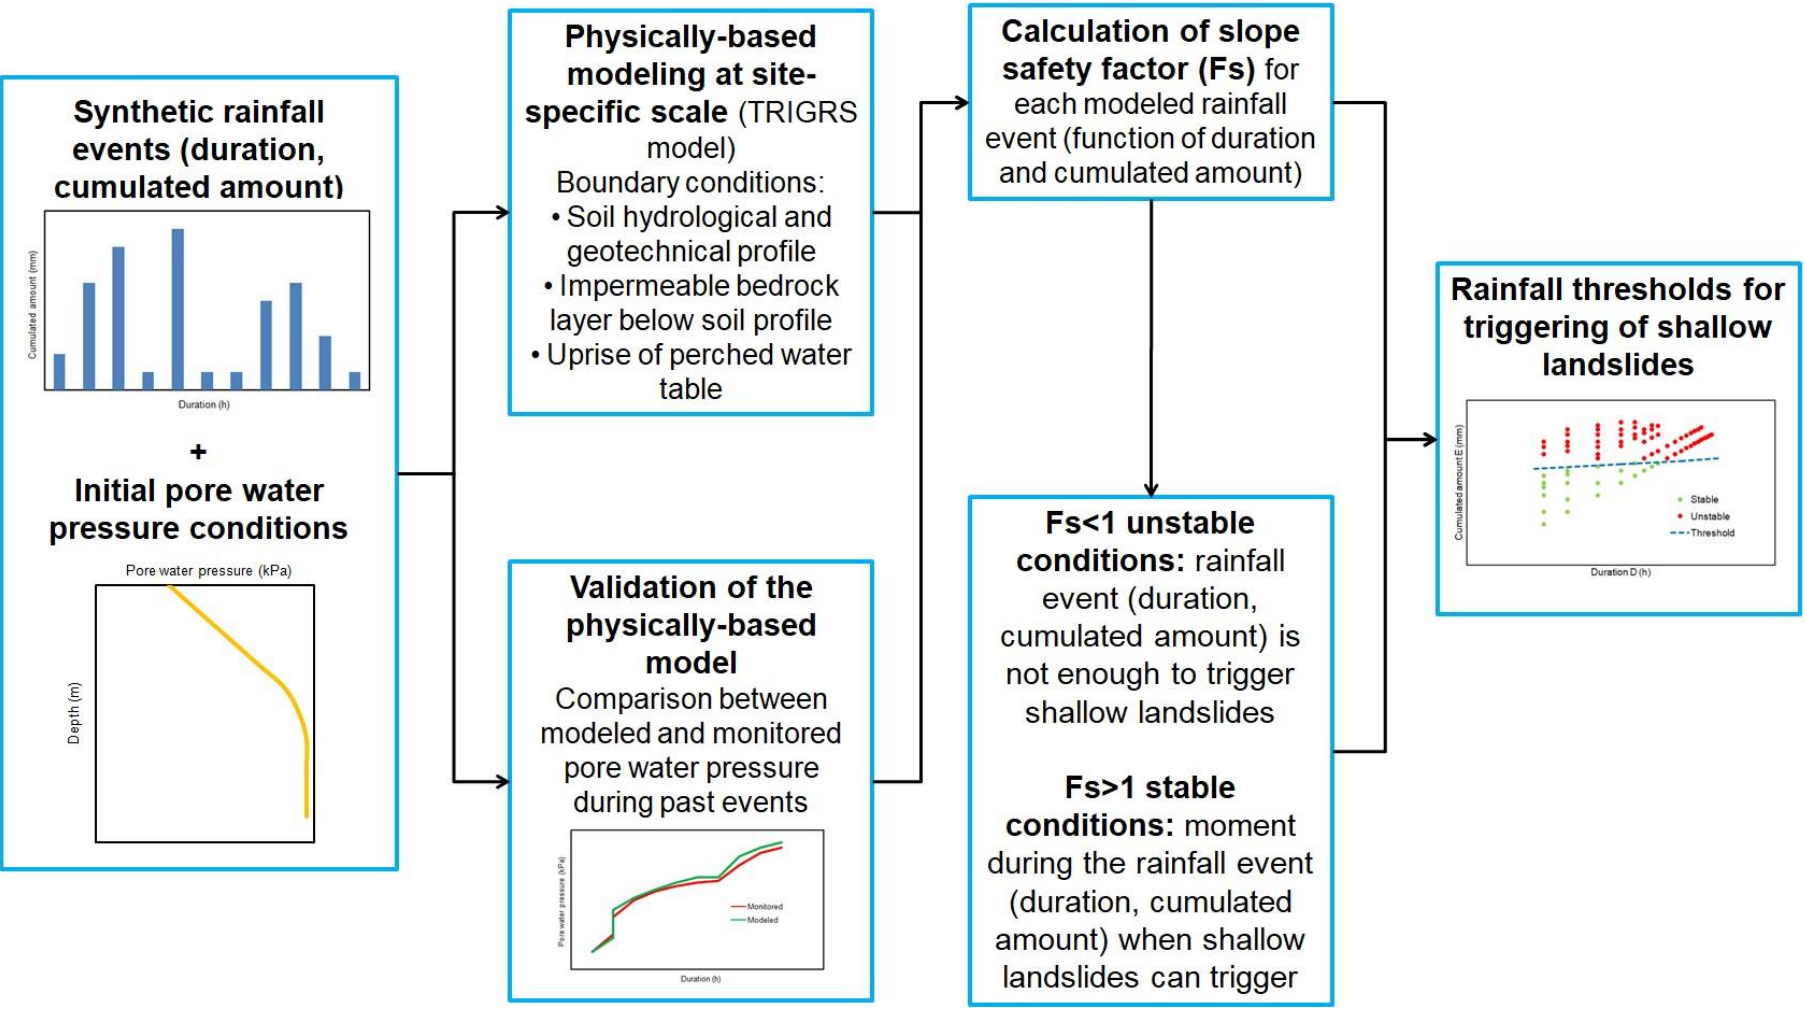 Synthetic rainfall
events (duration,
cumulated amount)
Cumulated amount (mm)
Duration (h)
+
Initial pore water
pressure conditions
Pore water pressure (kPa)
Depth (m)
Physically-based
modeling at site-
specific scale (TRIGRS
model)
Boundary conditions:
• Soil hydrological and
geotechnical profile
• Impermeable bedrock
layer below soil profile
• Uprise of perched water
table
Validation of the
physically-based
model
Comparison between
modeled and monitored
pore water pressure
during past events
Pore water pressure (kPa)
Monitored
Modeled
Duration (h)
Calculation of slope
safety factor (Fs) for
each modeled rainfall
event (function of duration
and cumulated amount)
Fs<1 unstable
conditions: rainfall
event (duration,
cumulated amount) is
not enough to trigger
shallow landslides
Fs>1 stable
conditions: moment
during the rainfall event
(duration, cumulated
amount) when shallow
landslides can trigger
Rainfall thresholds for
triggering of shallow
landslides
Cumulated amount E (mm)
Stable
Unstable
Threshold
Duration D (h)